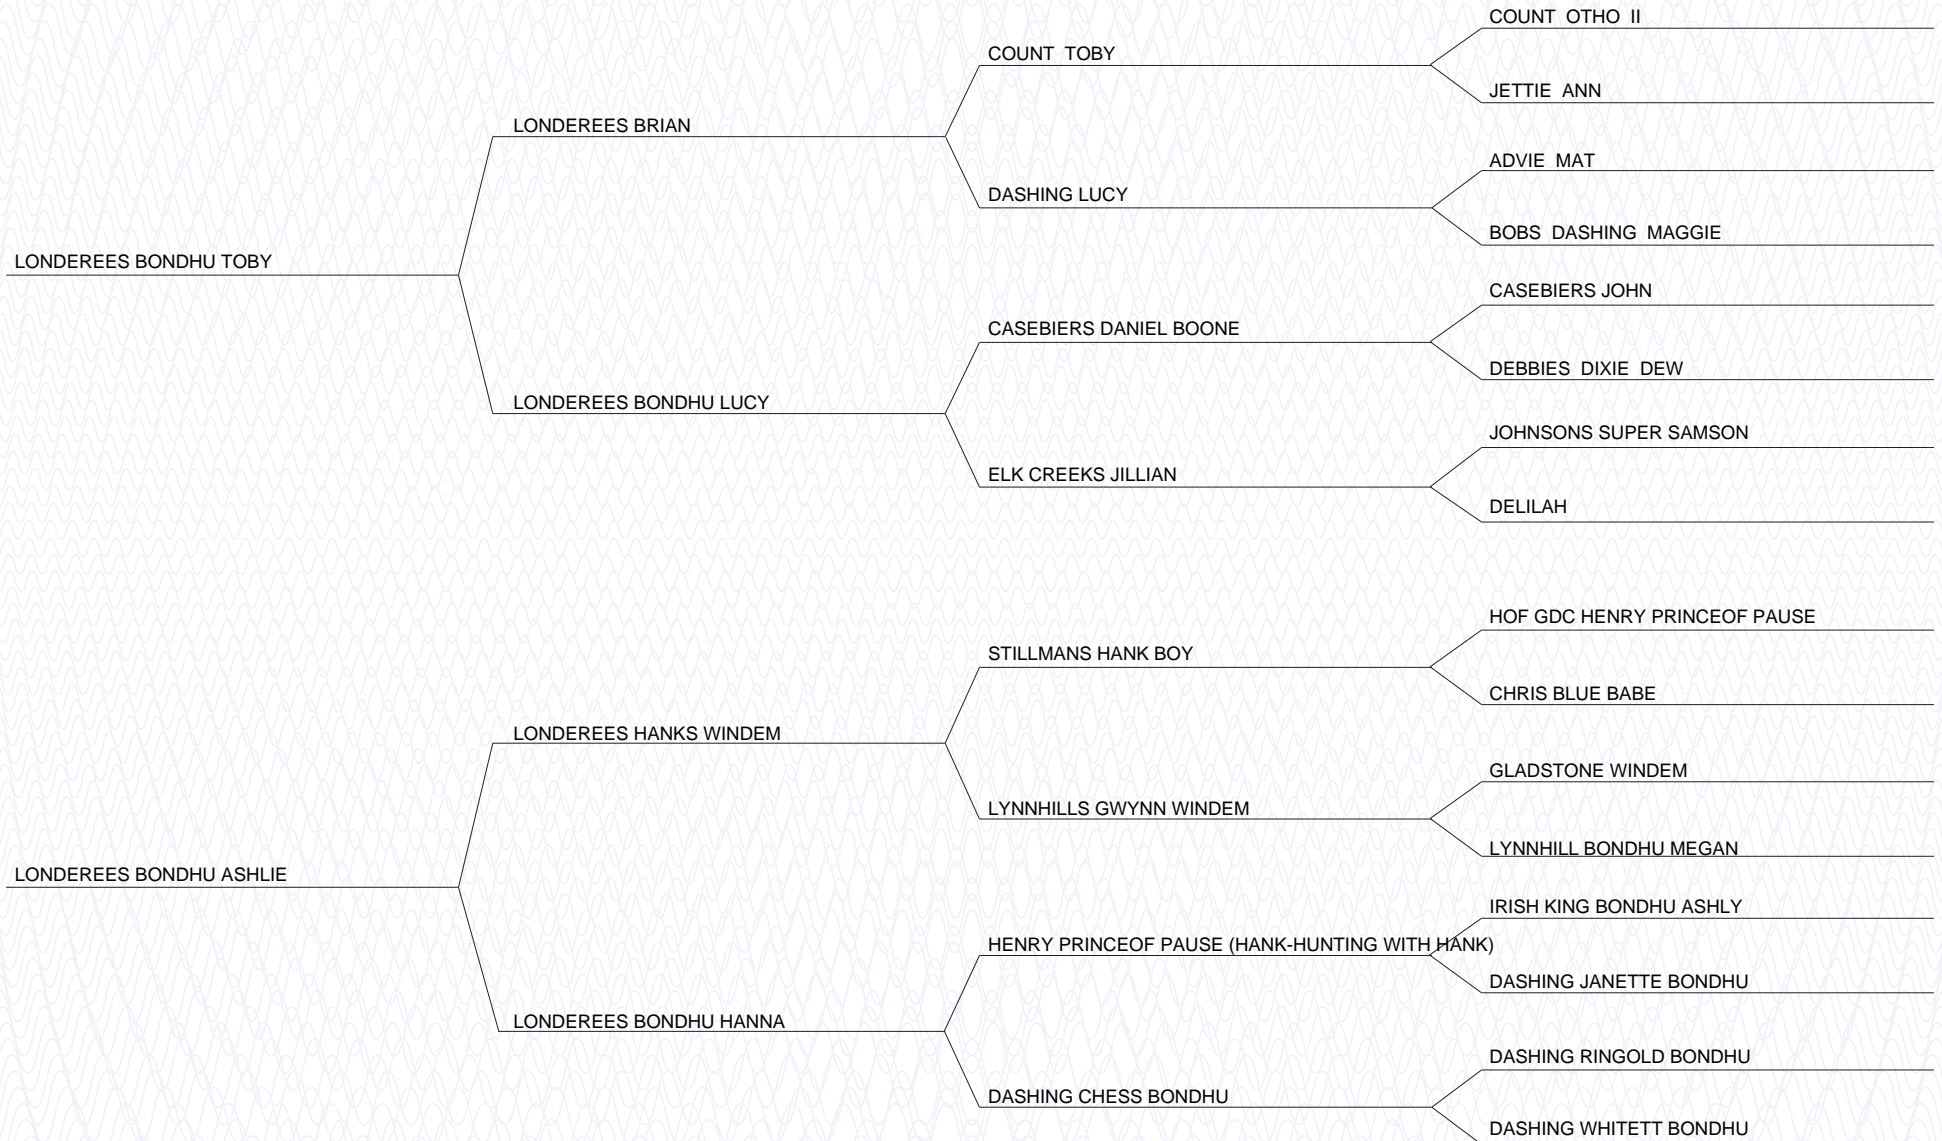 COUNT  OTHO  II
COUNT  TOBY
JETTIE  ANN
LONDEREES BRIAN
ADVIE  MAT
DASHING LUCY
BOBS  DASHING  MAGGIE
LONDEREES BONDHU TOBY
CASEBIERS JOHN
CASEBIERS DANIEL BOONE
DEBBIES  DIXIE  DEW
LONDEREES BONDHU LUCY
JOHNSONS SUPER SAMSON
ELK CREEKS JILLIAN
DELILAH
HOF GDC HENRY PRINCEOF PAUSE
STILLMANS HANK BOY
CHRIS BLUE BABE
LONDEREES HANKS WINDEM
GLADSTONE WINDEM
LYNNHILLS GWYNN WINDEM
LYNNHILL BONDHU MEGAN
LONDEREES BONDHU ASHLIE
IRISH KING BONDHU ASHLY
HENRY PRINCEOF PAUSE (HANK-HUNTING WITH HANK)
DASHING JANETTE BONDHU
LONDEREES BONDHU HANNA
DASHING RINGOLD BONDHU
DASHING CHESS BONDHU
DASHING WHITETT BONDHU